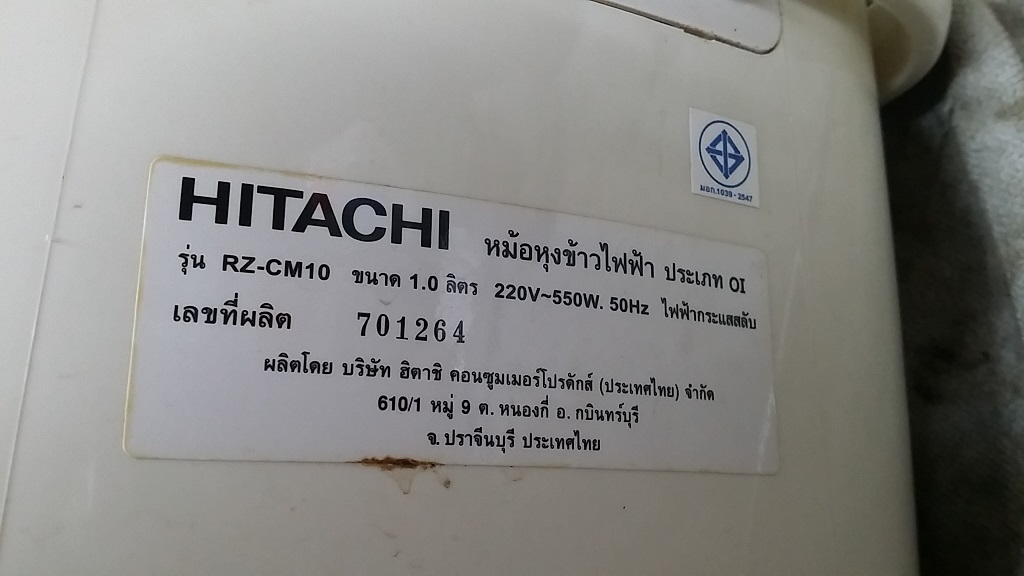 มอก.1039 - 2547
HITACHI หม้อหุงข้าวไฟฟ้า ประเภท OI
รุ่น RZ-CM10 ขนาด 1.0 ลิตร 220V~550W. 50Hz ไฟฟ้ากระแสสลับ
เลขที่ผลิต 701264
ผลิตโดย บริษัท ฮิตาชิ คอนซูมเมอร์โปรดักส์ (ประเทศไทย) จำกัด
610/1 หมู่ 9 ต. หนองกี่ อ. กบินทร์บุรี
จ. ปราจีนบุรี ประเทศไทย